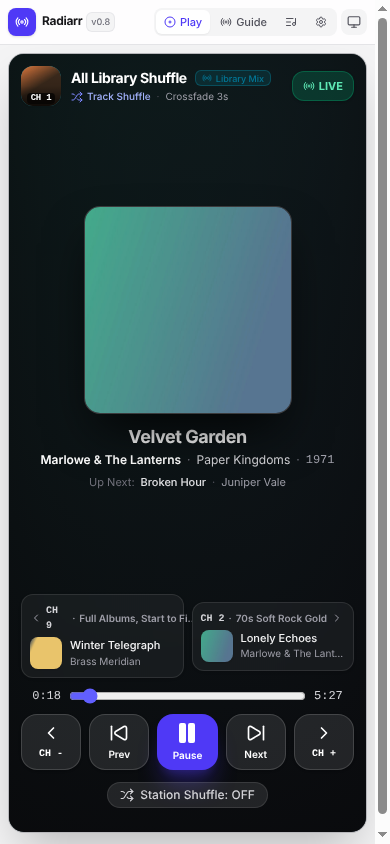 Radiarr v0.8 Play Guide
All Library Shuffle Library Mix
CH 1 Track Shuffle · Crossfade 3s LIVE
Velvet Garden
Marlowe & The Lanterns · Paper Kingdoms · 1971
Up Next: Broken Hour · Juniper Vale
CH 9 · Full Albums, Start to Fi...
Winter Telegraph
Brass Meridian
CH 2 · 70s Soft Rock Gold
Lonely Echoes
Marlowe & The Lant...
0:18 5:27
CH - Prev Pause Next CH +
Station Shuffle: OFF